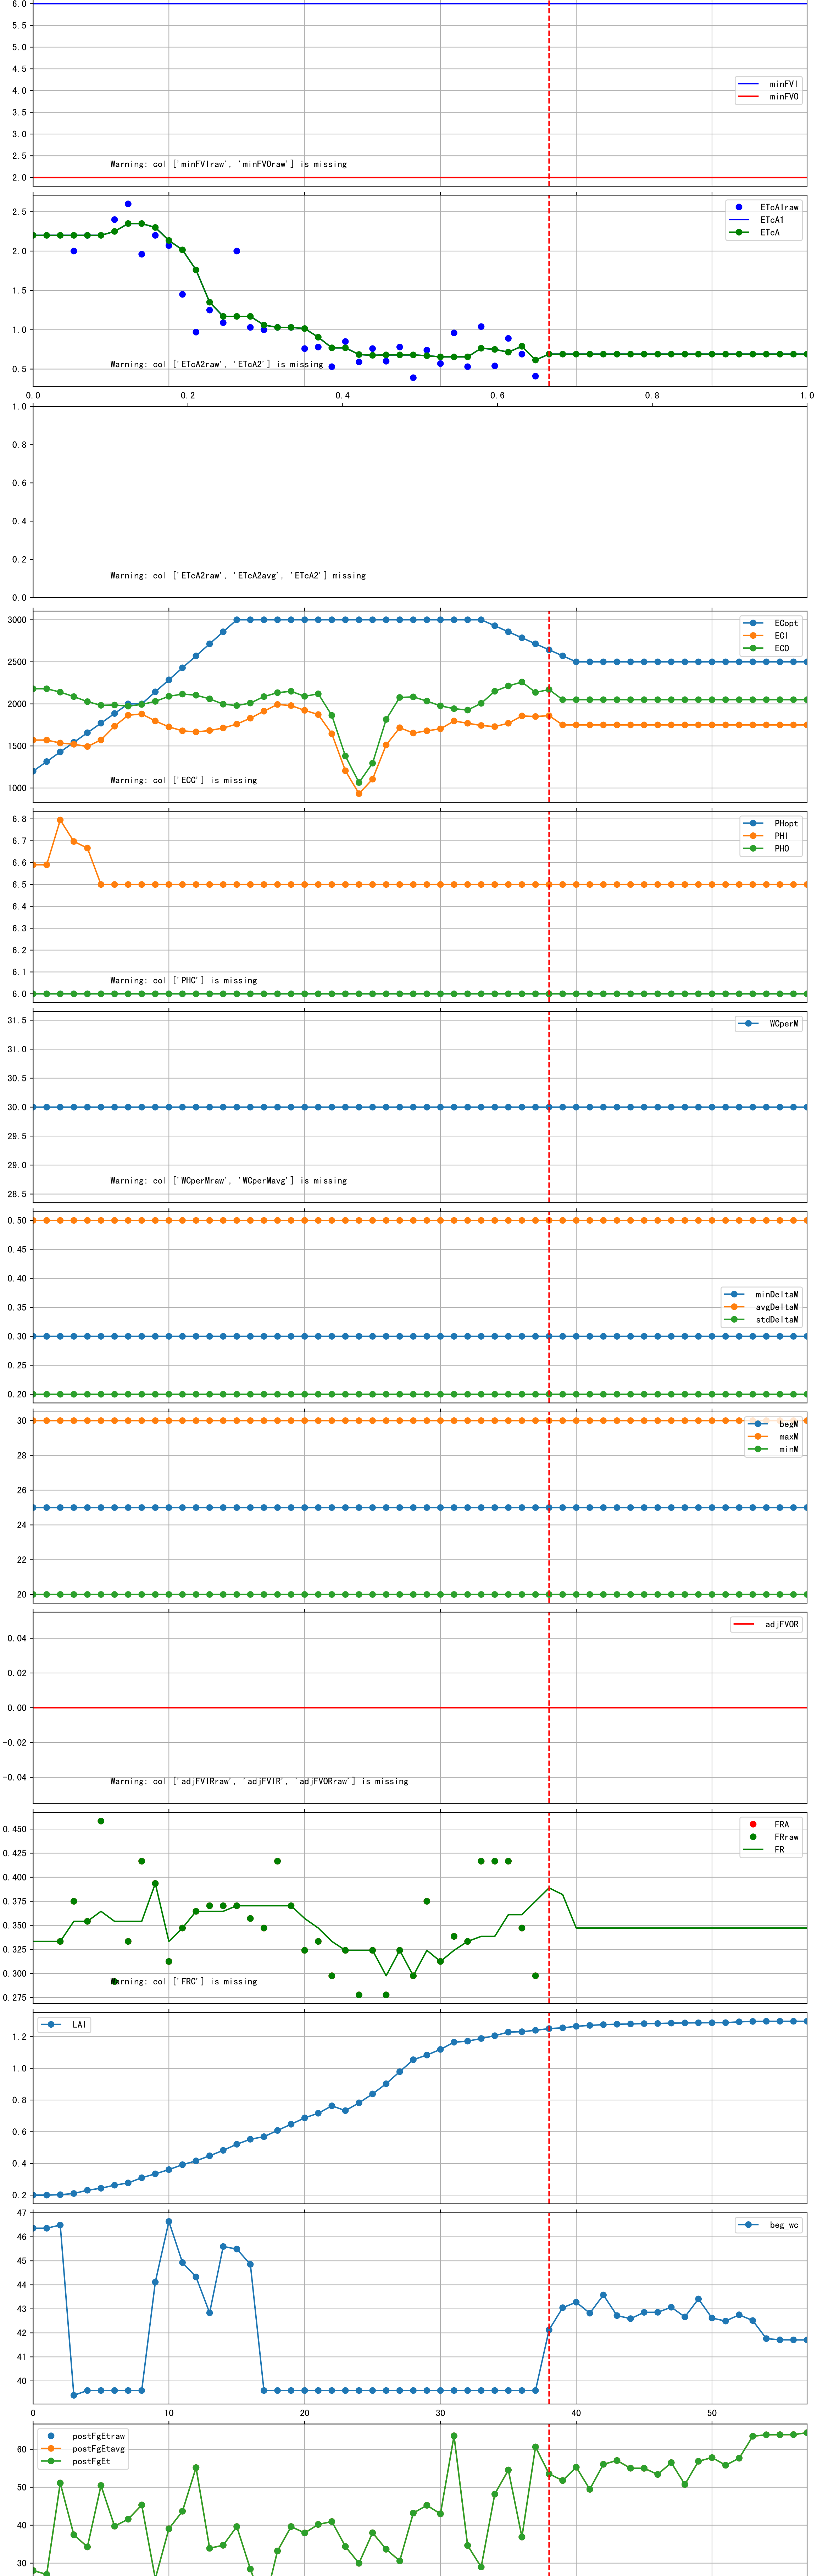 6.0
5.5
5.0
4.5
4.0
3.5
3.0
2.5
2.0
minFVI
minFVO
Warning: col ['minFVIraw', 'minFVOraw'] is missing
2.5
2.0
1.5
1.0
0.5
ETcA1raw
ETcA1
ETcA
Warning: col ['ETcA2raw', 'ETcA2'] is missing
0.0 0.2 0.4 0.6 0.8 1.0
1.0
0.8
0.6
0.4
0.2
0.0
Warning: col ['ETcA2raw', 'ETcA2avg', 'ETcA2'] missing
3000
2500
2000
1500
1000
ECopt
ECI
ECO
Warning: col ['ECC'] is missing
6.8
6.7
6.6
6.5
6.4
6.3
6.2
6.1
6.0
PHopt
PHI
PHO
Warning: col ['PHC'] is missing
31.5
31.0
30.5
30.0
29.5
29.0
28.5
WCperM
Warning: col ['WCperMraw', 'WCperMavg'] is missing
0.50
0.45
0.40
0.35
0.30
0.25
0.20
minDeltaM
avgDeltaM
stdDeltaM
30
28
26
24
22
20
begM
maxM
minM
0.04
0.02
0.00
-0.02
-0.04
adjFVOR
Warning: col ['adjFVIRraw', 'adjFVIR', 'adjFVORraw'] is missing
0.450
0.425
0.400
0.375
0.350
0.325
0.300
0.275
FRA
FRraw
FR
Warning: col ['FRC'] is missing
1.2
1.0
0.8
0.6
0.4
0.2
LAI
47
46
45
44
43
42
41
40
beg_wc
0 10 20 30 40 50
60
50
40
30
postFgEtraw
postFgEtavg
postFgEt